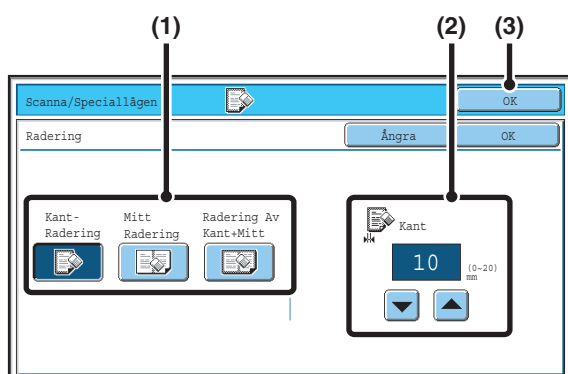 (1) (2) (3)
Scanna/Speciallägen OK
Radering Ångra OK
Kant- Mitt Radering Av
Radering Radering Kant+Mitt
Kant
10 (0~20)
mm